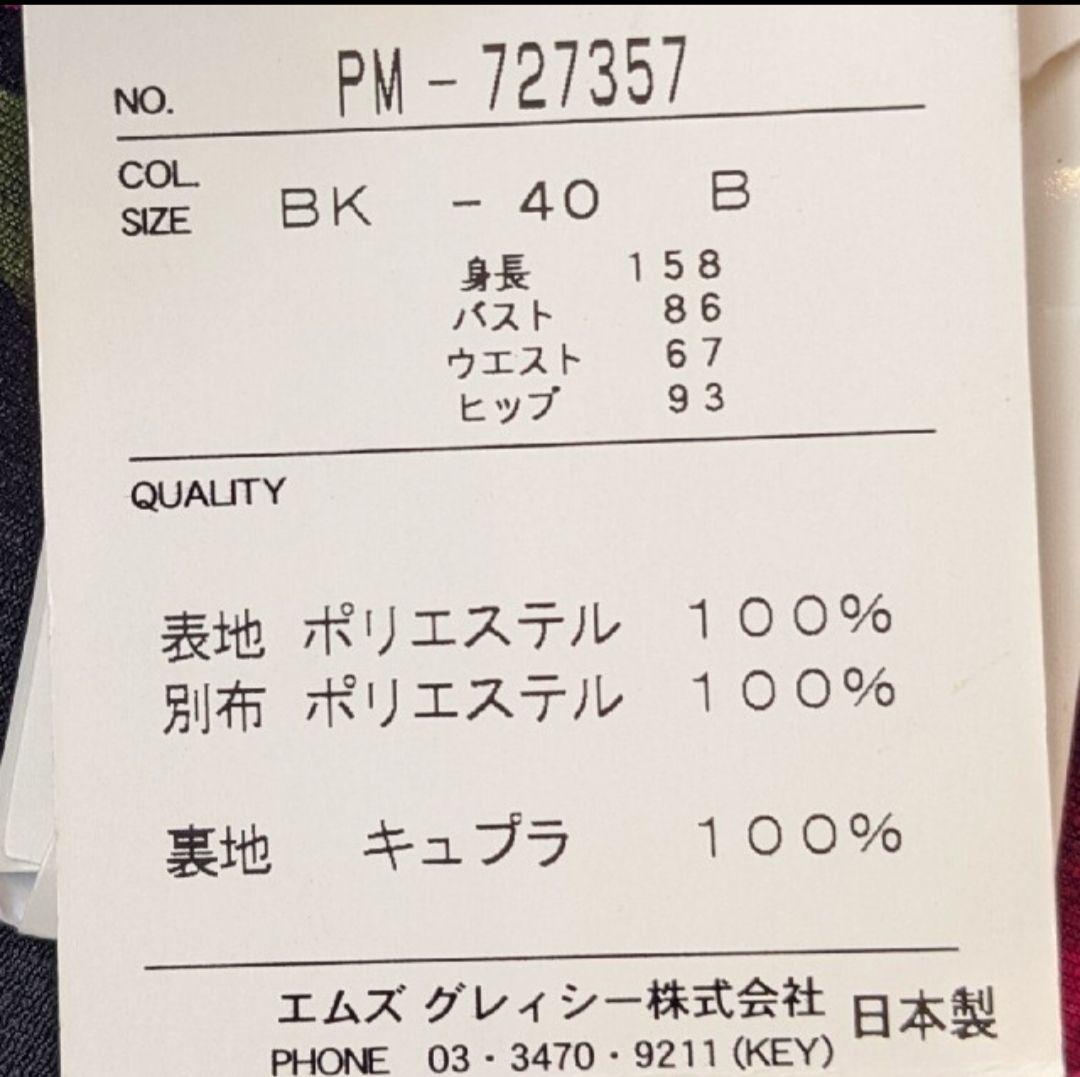 NO. PM-727357
COL.
SIZE BK -40 B
身長 158
バスト 86
ウエスト 67
ヒップ 93
QUALITY
表地 ポリエステル 100%
別布 ポリエステル 100%
裏地 キュプラ 100%
エムズ グレィシー株式会社 日本製
PHONE 03・3470・9211(KEY)